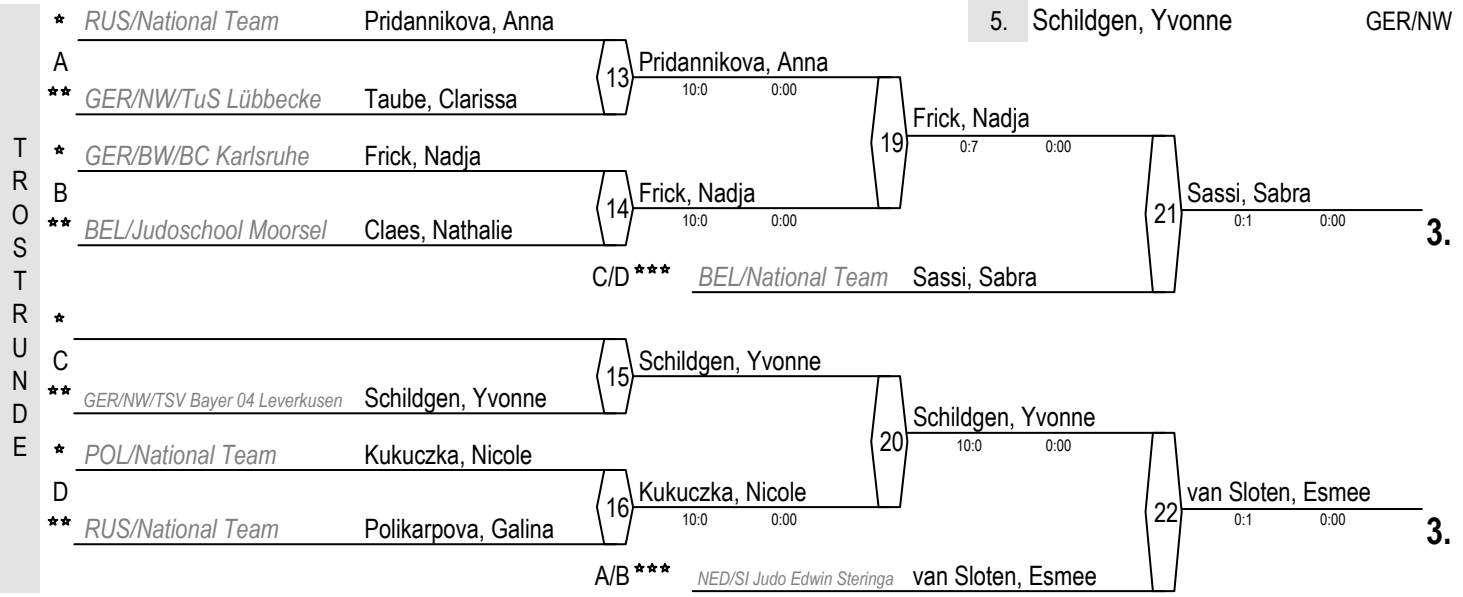 TROSTRUNDE
5. Schildgen, Yvonne GER/NW
* RUS/National Team Pridannikova, Anna
A
** GER/NW/TuS Lübbecke Taube, Clarissa
13 Pridannikova, Anna
10:0 0:00
* GER/BW/BC Karlsruhe Frick, Nadja
B
** BEL/Judoschool Moorsel Claes, Nathalie
14 Frick, Nadja
10:0 0:00
19 Frick, Nadja
0:7 0:00
C/D *** BEL/National Team Sassi, Sabra
21 Sassi, Sabra
0:1 0:00
3.
*
C
** GER/NW/TSV Bayer 04 Leverkusen Schildgen, Yvonne
15 Schildgen, Yvonne
* POL/National Team Kukuczka, Nicole
D
** RUS/National Team Polikarpova, Galina
16 Kukuczka, Nicole
10:0 0:00
20 Schildgen, Yvonne
10:0 0:00
A/B *** NED/SI Judo Edwin Steringa van Sloten, Esmee
22 van Sloten, Esmee
0:1 0:00
3.